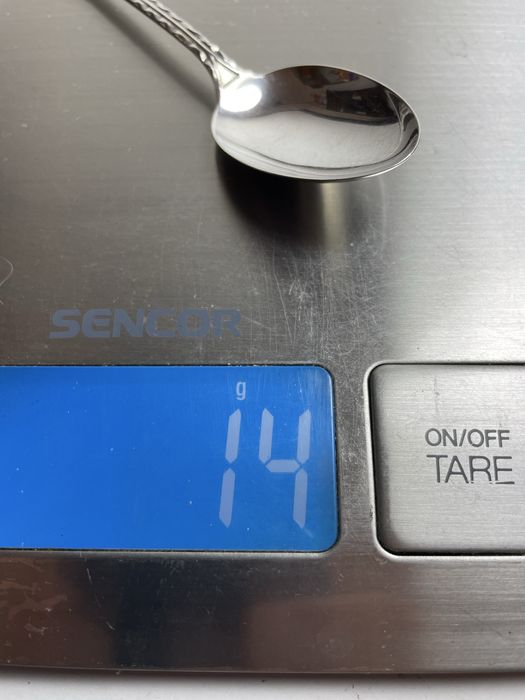 SENCOR
g
14
ON/OFF
TARE